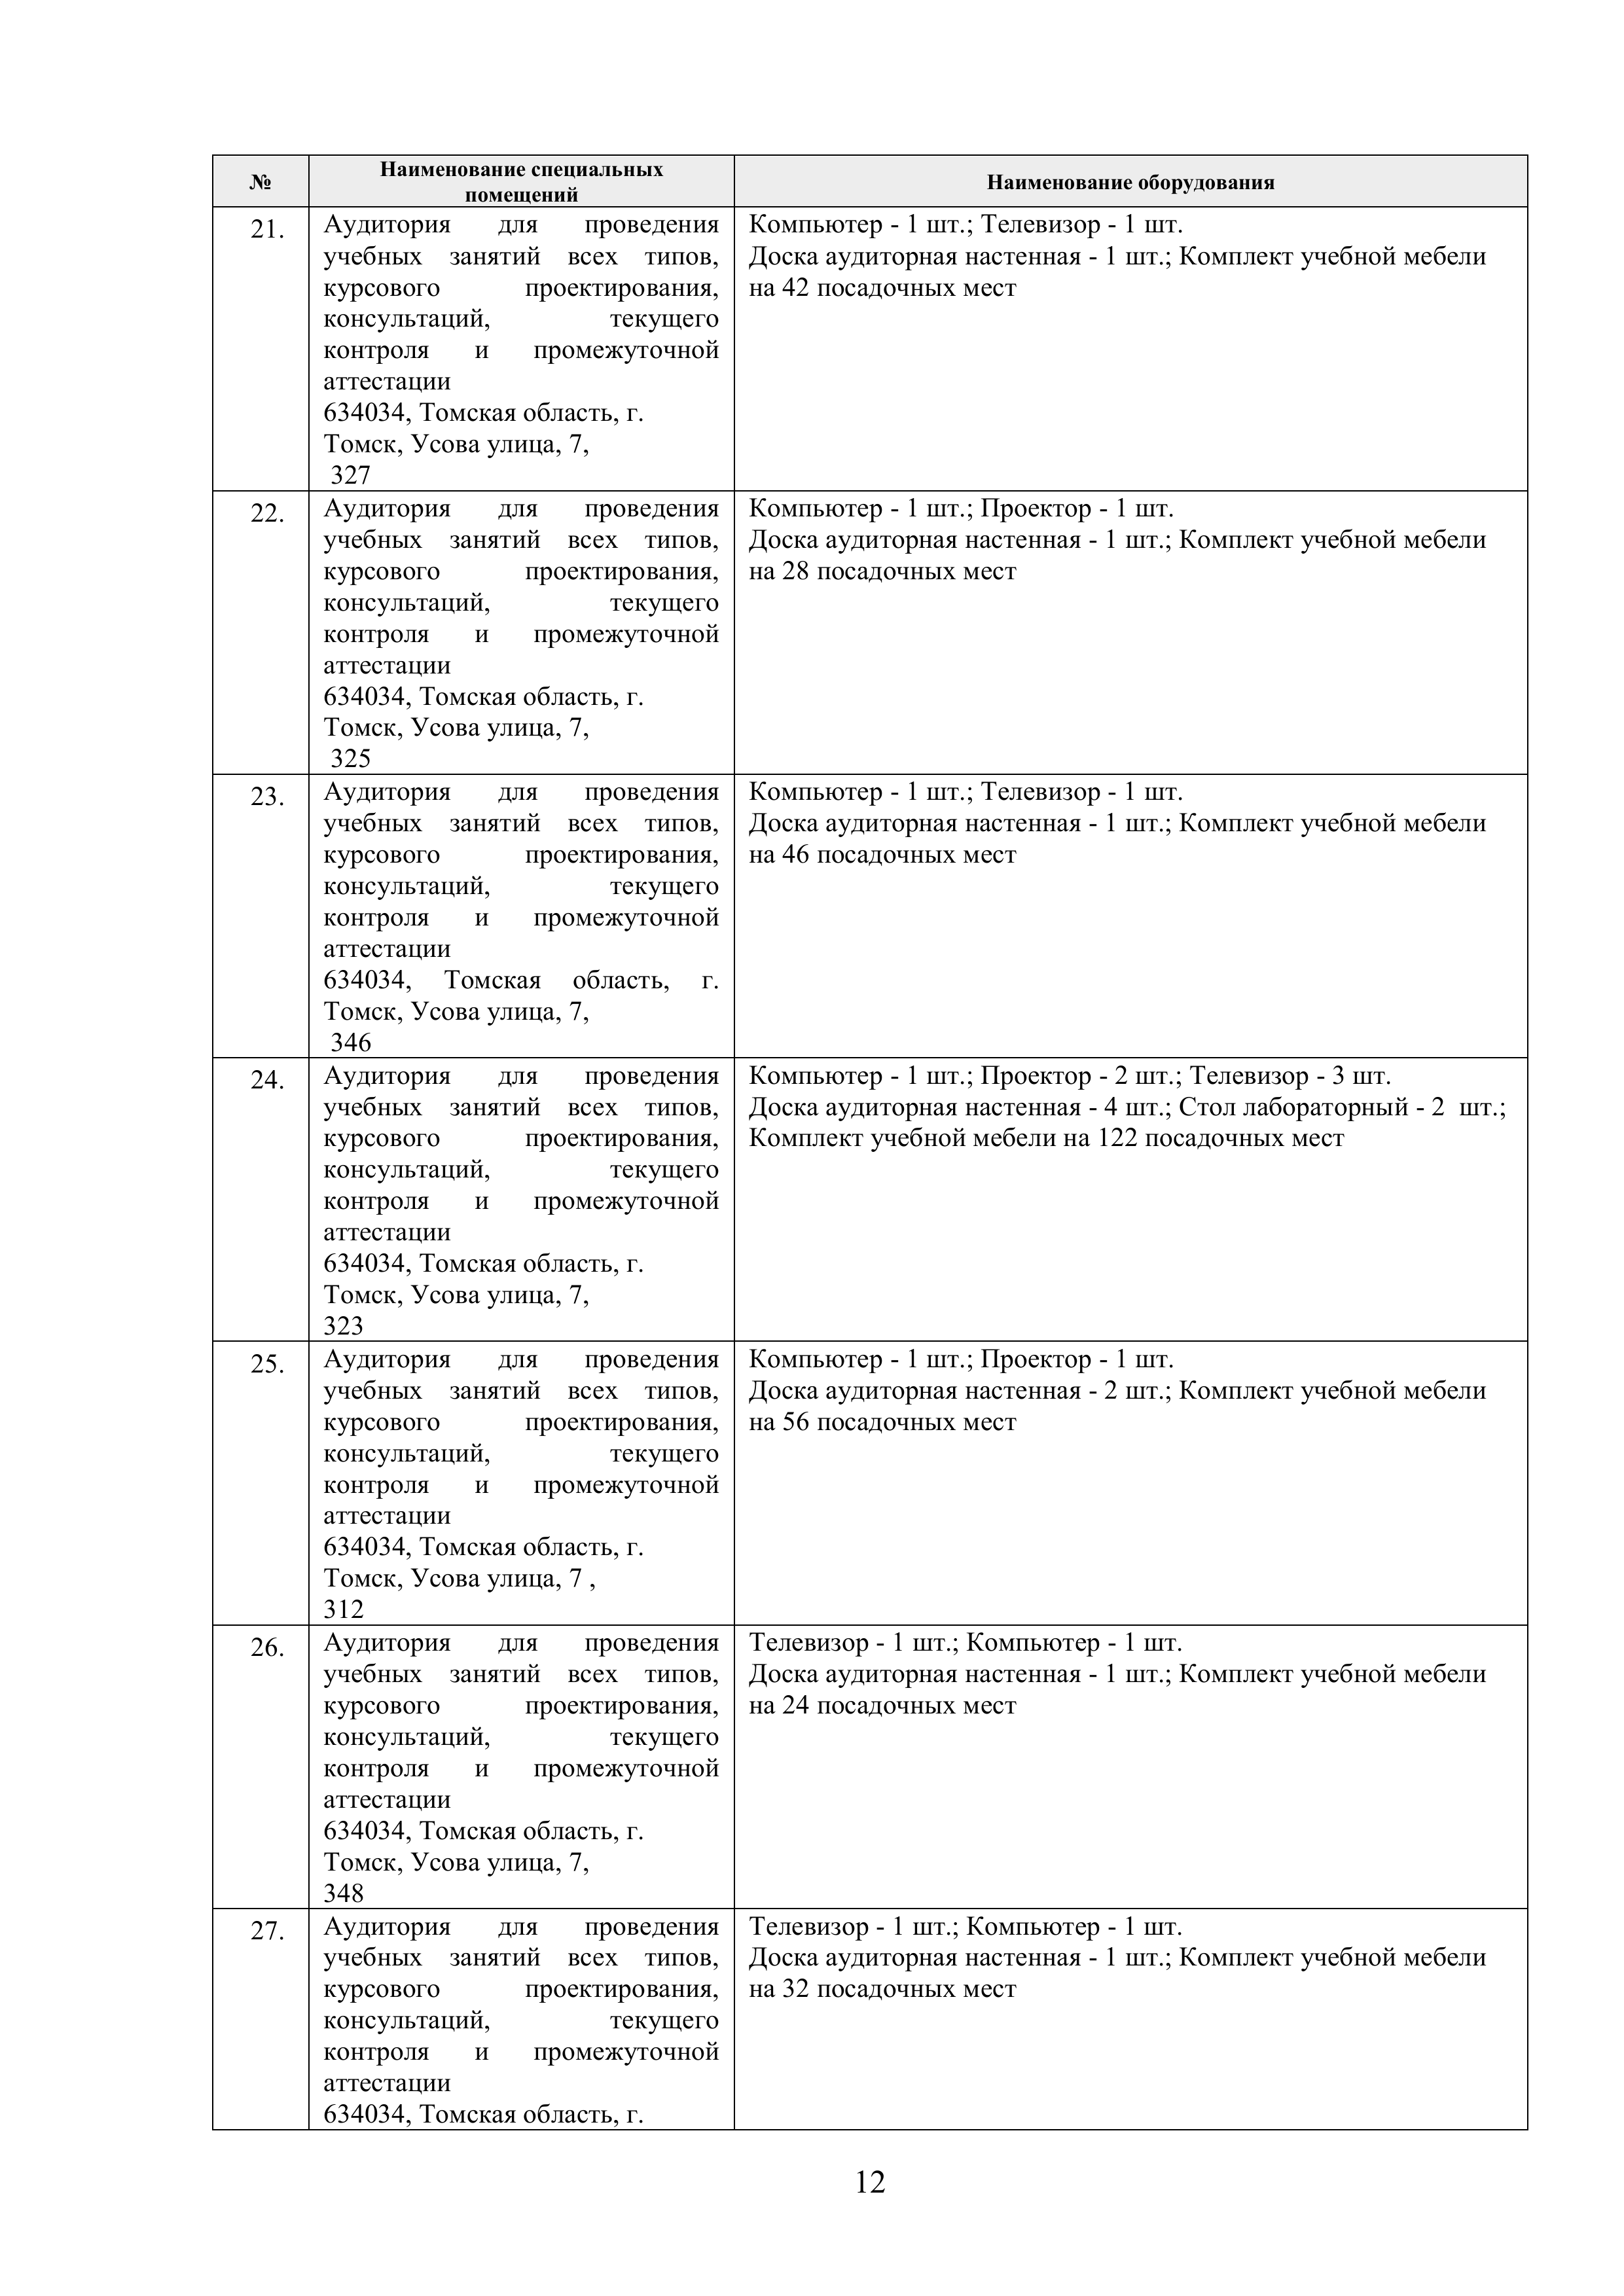 №
Наименование специальных
помещений
Наименование оборудования
21.
Аудитория для проведения
учебных занятий всех типов,
курсового проектирования,
консультаций, текущего
контроля и промежуточной
аттестации
634034, Томская область, г.
Томск, Усова улица, 7,
327
Компьютер - 1 шт.; Телевизор - 1 шт.
Доска аудиторная настенная - 1 шт.; Комплект учебной мебели
на 42 посадочных мест
22.
Аудитория для проведения
учебных занятий всех типов,
курсового проектирования,
консультаций, текущего
контроля и промежуточной
аттестации
634034, Томская область, г.
Томск, Усова улица, 7,
325
Компьютер - 1 шт.; Проектор - 1 шт.
Доска аудиторная настенная - 1 шт.; Комплект учебной мебели
на 28 посадочных мест
23.
Аудитория для проведения
учебных занятий всех типов,
курсового проектирования,
консультаций, текущего
контроля и промежуточной
аттестации
634034, Томская область, г.
Томск, Усова улица, 7,
346
Компьютер - 1 шт.; Телевизор - 1 шт.
Доска аудиторная настенная - 1 шт.; Комплект учебной мебели
на 46 посадочных мест
24.
Аудитория для проведения
учебных занятий всех типов,
курсового проектирования,
консультаций, текущего
контроля и промежуточной
аттестации
634034, Томская область, г.
Томск, Усова улица, 7,
323
Компьютер - 1 шт.; Проектор - 2 шт.; Телевизор - 3 шт.
Доска аудиторная настенная - 4 шт.; Стол лабораторный - 2 шт.;
Комплект учебной мебели на 122 посадочных мест
25.
Аудитория для проведения
учебных занятий всех типов,
курсового проектирования,
консультаций, текущего
контроля и промежуточной
аттестации
634034, Томская область, г.
Томск, Усова улица, 7 ,
312
Компьютер - 1 шт.; Проектор - 1 шт.
Доска аудиторная настенная - 2 шт.; Комплект учебной мебели
на 56 посадочных мест
26.
Аудитория для проведения
учебных занятий всех типов,
курсового проектирования,
консультаций, текущего
контроля и промежуточной
аттестации
634034, Томская область, г.
Томск, Усова улица, 7,
348
Телевизор - 1 шт.; Компьютер - 1 шт.
Доска аудиторная настенная - 1 шт.; Комплект учебной мебели
на 24 посадочных мест
27.
Аудитория для проведения
учебных занятий всех типов,
курсового проектирования,
консультаций, текущего
контроля и промежуточной
аттестации
634034, Томская область, г.
Телевизор - 1 шт.; Компьютер - 1 шт.
Доска аудиторная настенная - 1 шт.; Комплект учебной мебели
на 32 посадочных мест
12